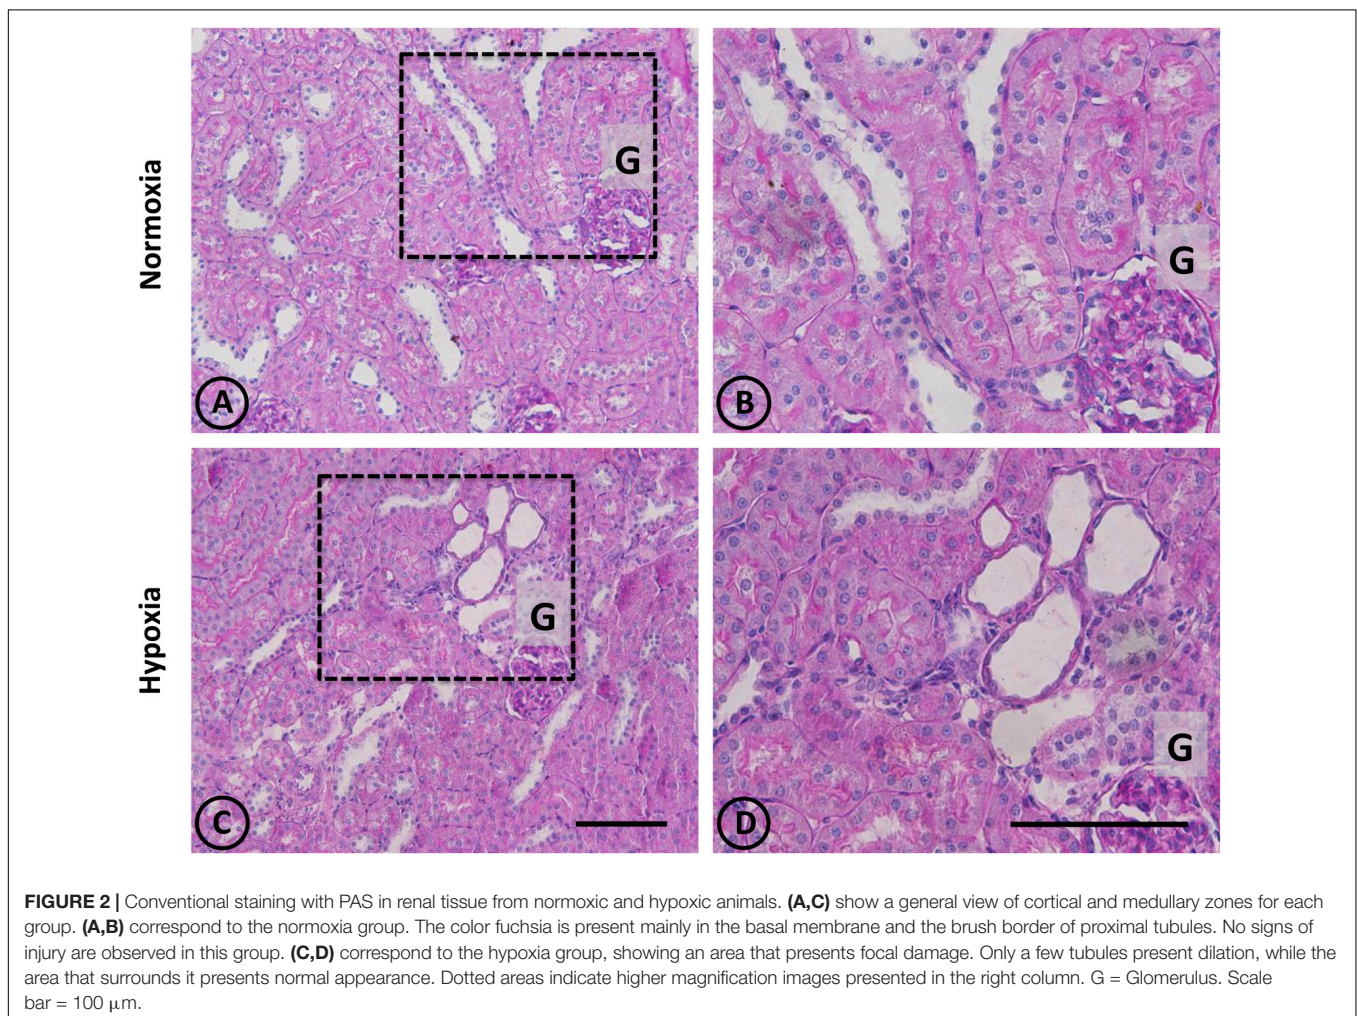 Normoxia
G
G
A
B
Hypoxia
G
G
C
D
FIGURE 2 | Conventional staining with PAS in renal tissue from normoxic and hypoxic animals. (A,C) show a general view of cortical and medullary zones for each
group. (A,B) correspond to the normoxia group. The color fuchsia is present mainly in the basal membrane and the brush border of proximal tubules. No signs of
injury are observed in this group. (C,D) correspond to the hypoxia group, showing an area that presents focal damage. Only a few tubules present dilation, while the
area that surrounds it presents normal appearance. Dotted areas indicate higher magnification images presented in the right column. G = Glomerulus. Scale
bar = 100 μm.